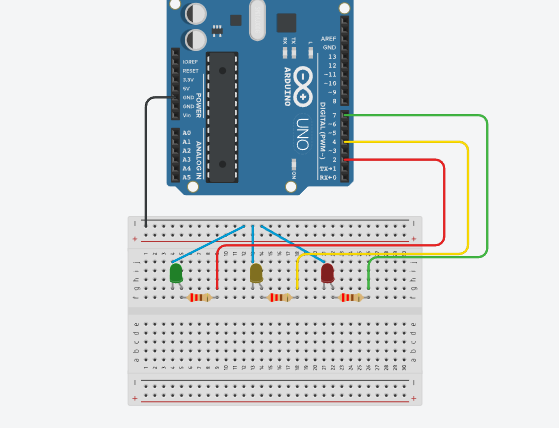 AREF
GND
13
12
~11
~10
~9
8
7
~6
~5
4
~3
2
TX→1
RX←0
DIGITAL (PWM~)
IOREF
RESET
3.3V
5V
GND
GND
Vin
POWER
A0
A1
A2
A3
A4
A5
ANALOG IN
RX
TX
L
ARDUINO
UNO
ON
- -
+ +
j j
i i
h h
g g
f f
e e
d d
c c
b b
a a
- -
+ +